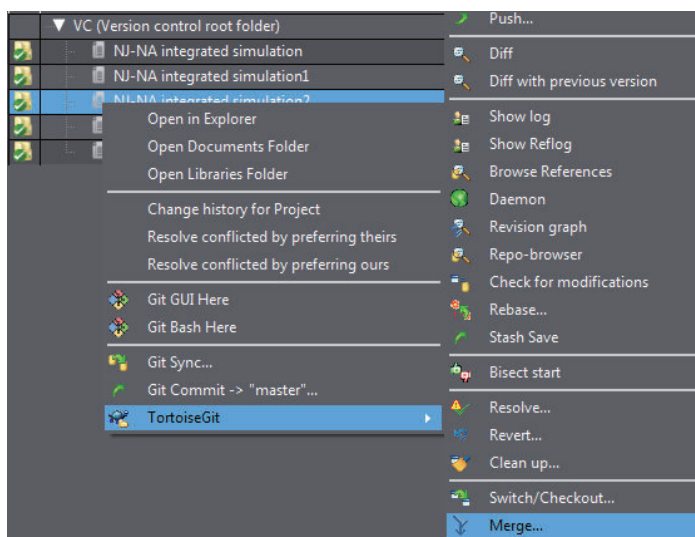 VC (Version control root folder)
NJ-NA integrated simulation
NJ-NA integrated simulation1
NJ-NA integrated simulation2
Open in Explorer
Open Documents Folder
Open Libraries Folder
Change history for Project
Resolve conflicted by preferring theirs
Resolve conflicted by preferring ours
Git GUI Here
Git Bash Here
Git Sync...
Git Commit -> "master"...
TortoiseGit
Push...
Diff
Diff with previous version
Show log
Show Reflog
Browse References
Daemon
Revision graph
Repo-browser
Check for modifications
Rebase...
Stash Save
Bisect start
Resolve...
Revert...
Clean up...
Switch/Checkout...
Merge...